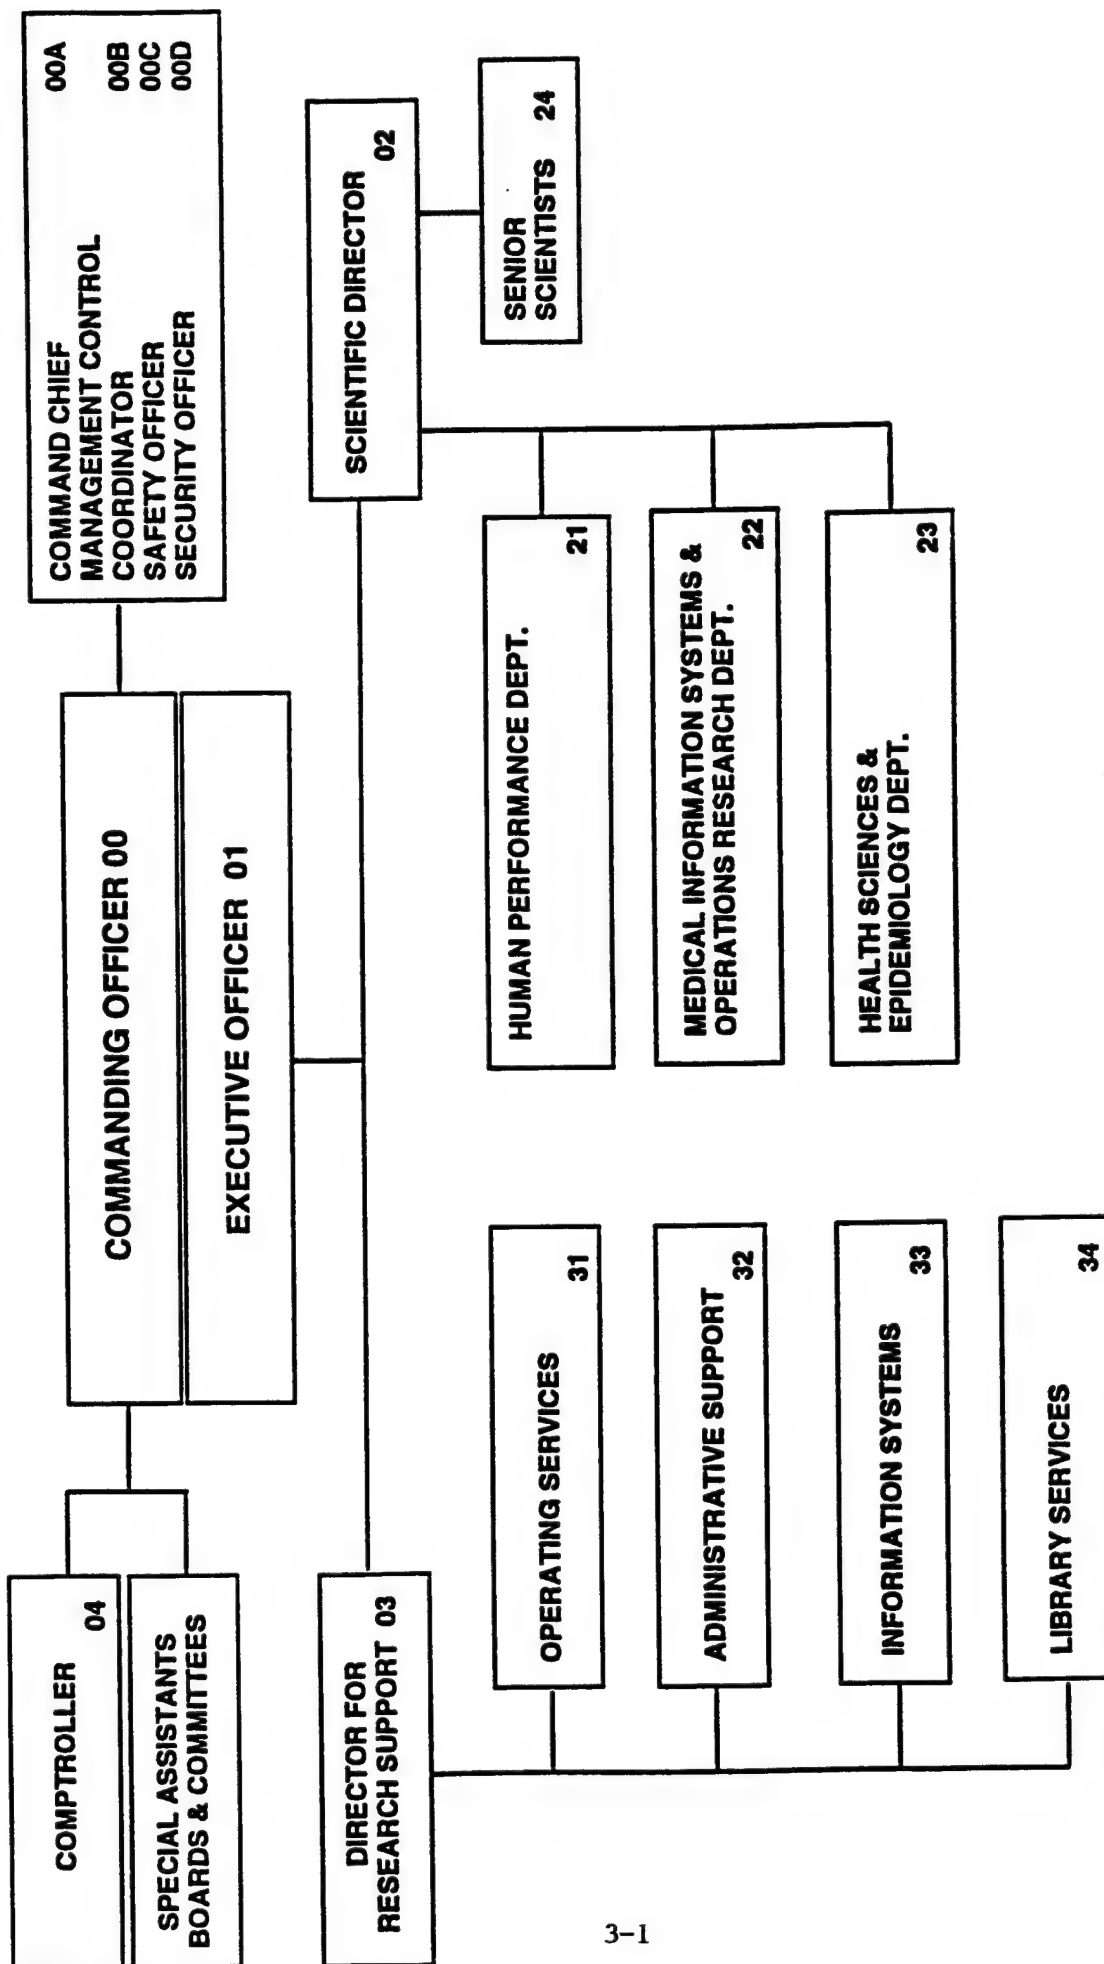 COMPTROLLER
04
SPECIAL ASSISTANTS
BOARDS & COMMITTEES
COMMANDING OFFICER 00
EXECUTIVE OFFICER 01
COMMAND CHIEF 00A
MANAGEMENT CONTROL
COORDINATOR 00B
SAFETY OFFICER 00C
SECURITY OFFICER 00D
DIRECTOR FOR
RESEARCH SUPPORT 03
SCIENTIFIC DIRECTOR
02
OPERATING SERVICES
31
ADMINISTRATIVE SUPPORT
32
INFORMATION SYSTEMS
33
LIBRARY SERVICES
34
HUMAN PERFORMANCE DEPT.
21
MEDICAL INFORMATION SYSTEMS &
OPERATIONS RESEARCH DEPT.
22
HEALTH SCIENCES &
EPIDEMIOLOGY DEPT.
23
SENIOR
SCIENTISTS 24
3-1